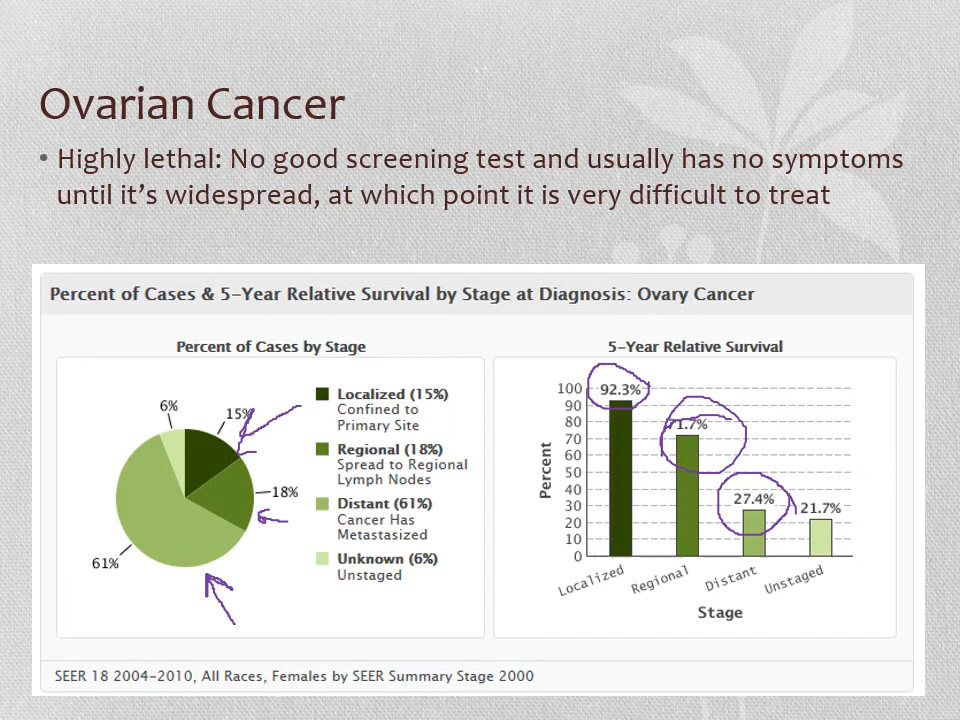 Ovarian Cancer
• Highly lethal: No good screening test and usually has no symptoms
until it’s widespread, at which point it is very difficult to treat
Percent of Cases & 5-Year Relative Survival by Stage at Diagnosis: Ovary Cancer
Percent of Cases by Stage
6%
15%
18%
61%
Localized (15%)
Confined to
Primary Site
Regional (18%)
Spread to Regional
Lymph Nodes
Distant (61%)
Cancer Has
Metastasized
Unknown (6%)
Unstaged
5-Year Relative Survival
Percent
100
90
80
70
60
50
40
30
20
10
0
92.3%
71.7%
27.4%
21.7%
Localized
Regional
Distant
Unstaged
Stage
SEER 18 2004-2010, All Races, Females by SEER Summary Stage 2000